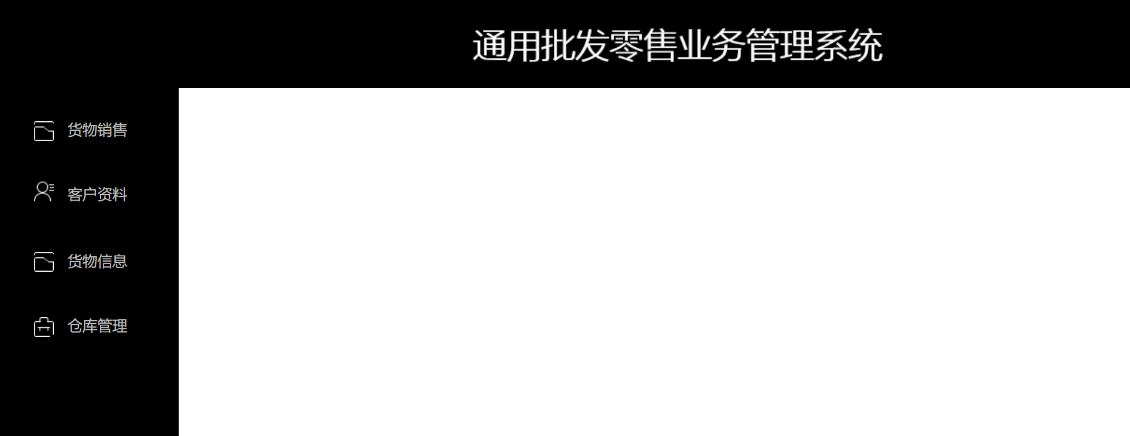 通用批发零售业务管理系统
货物销售
客户资料
货物信息
仓库管理